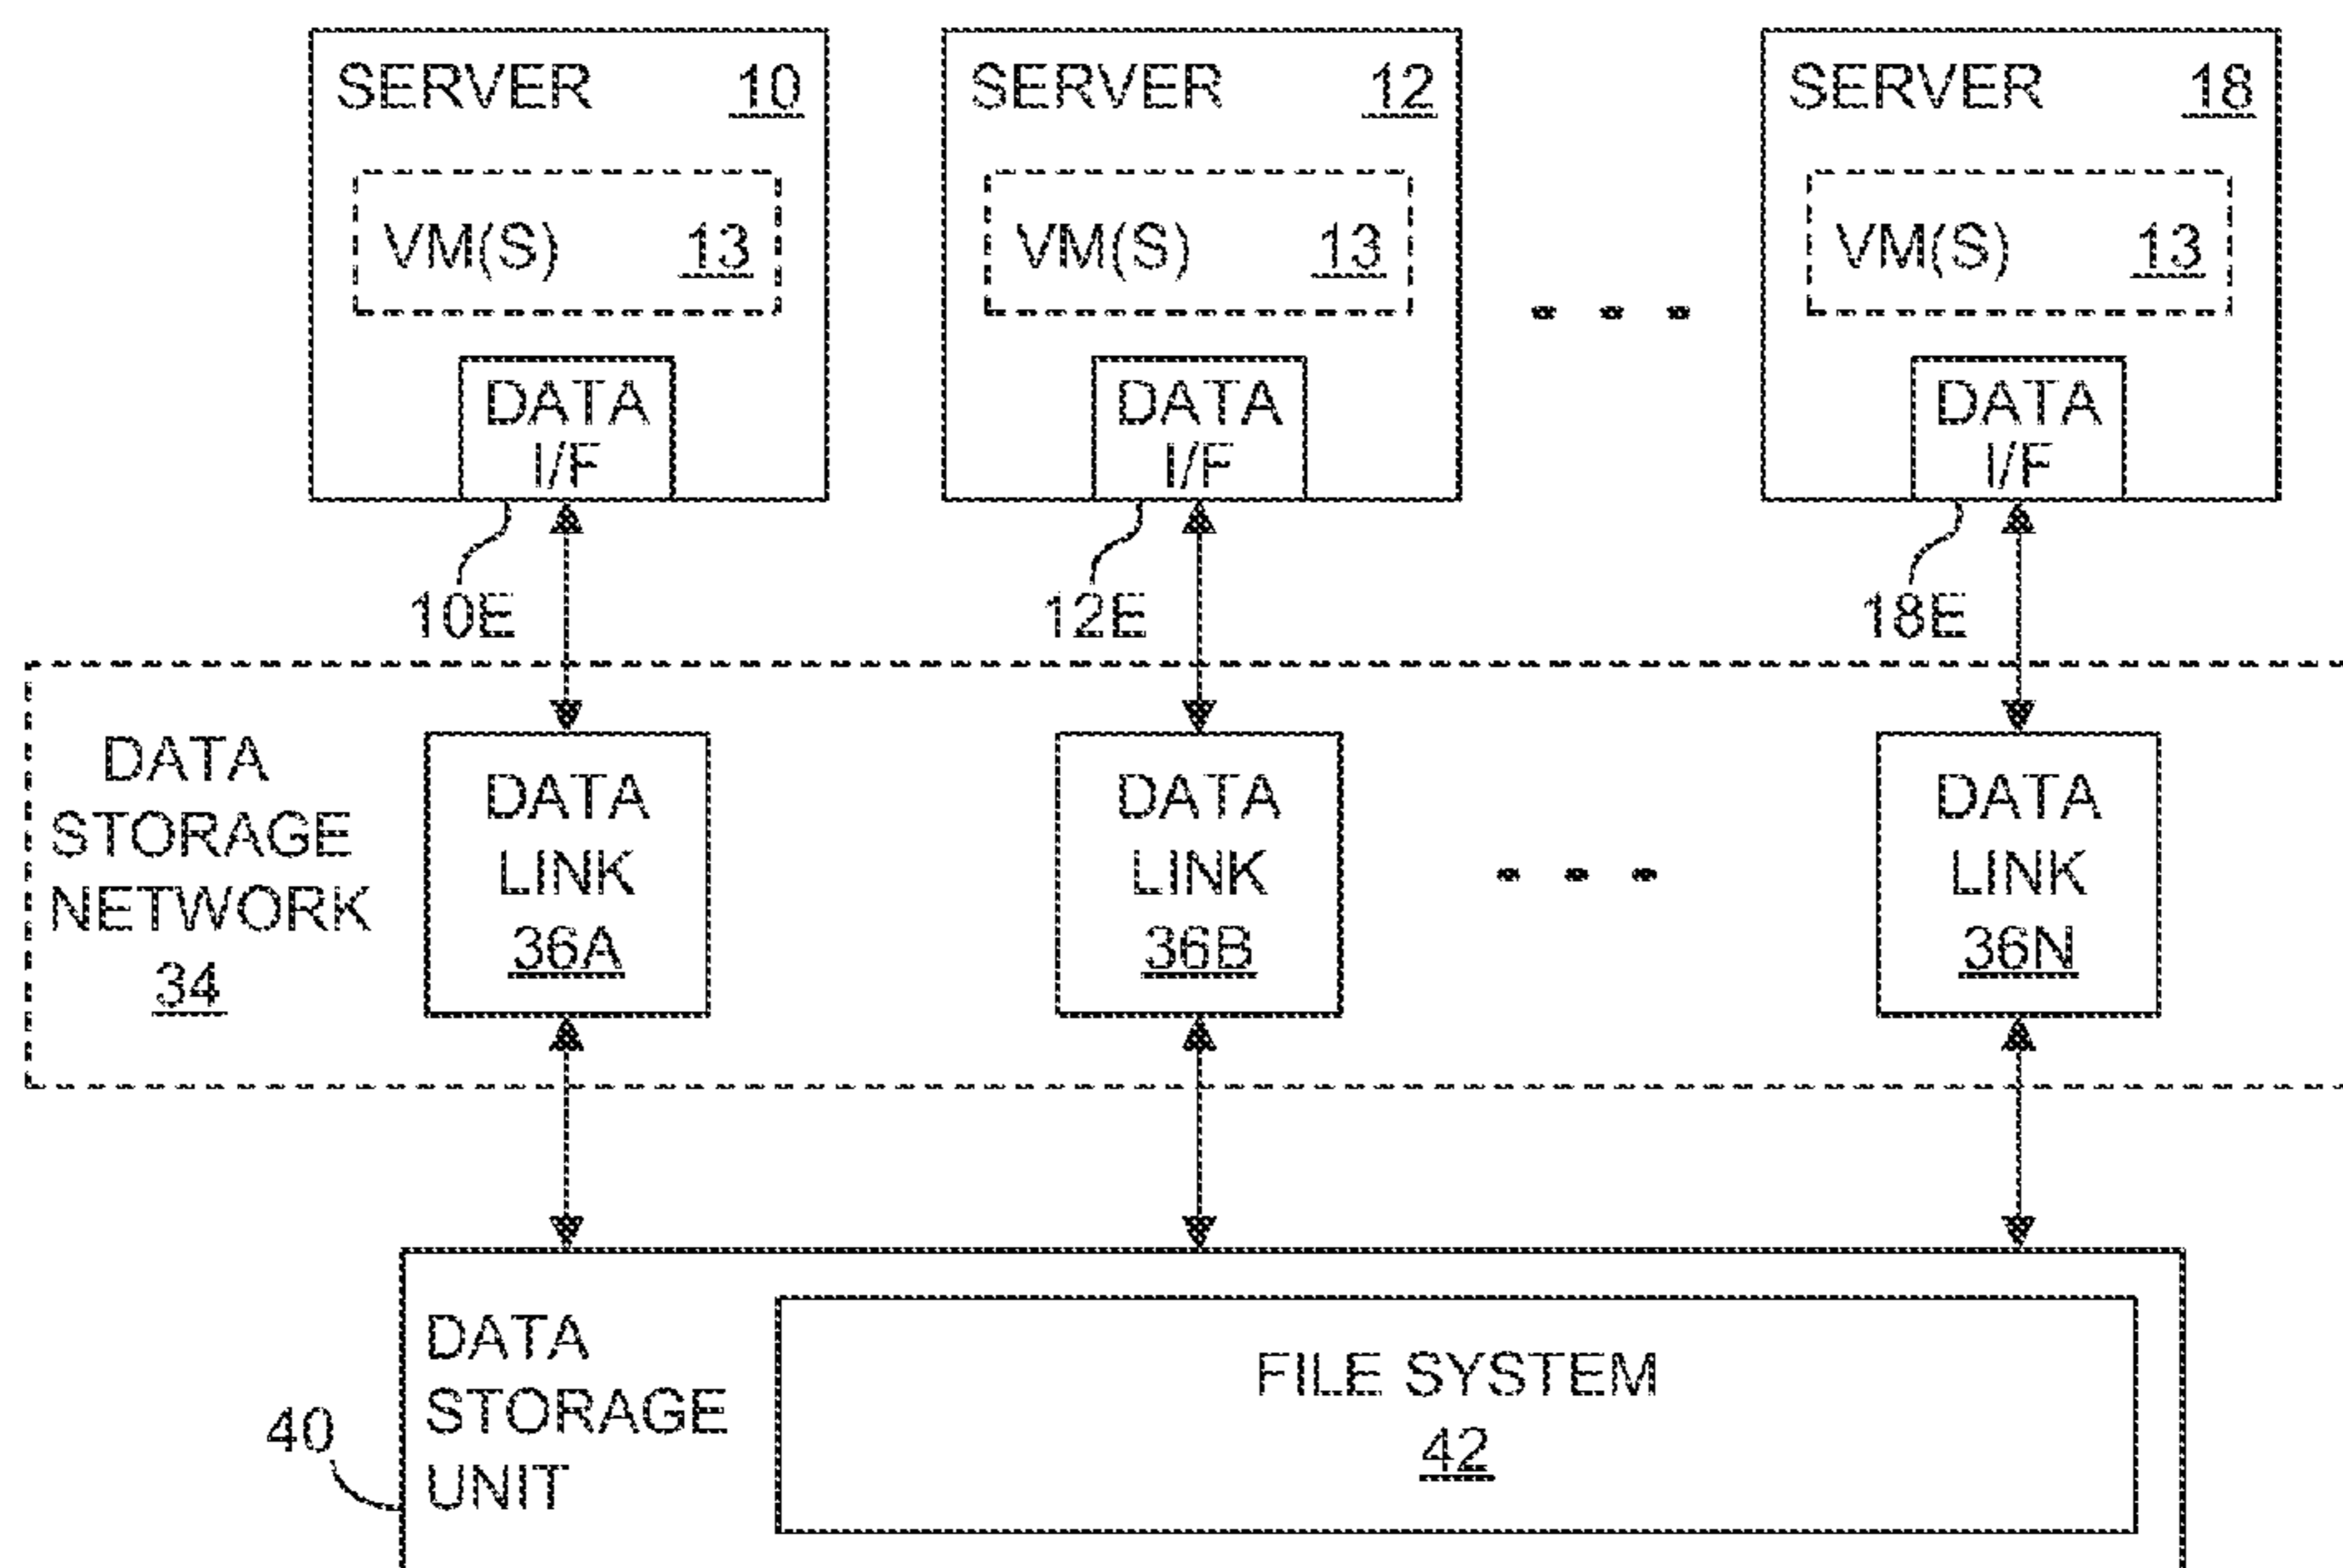 SERVER 10
VM(S) 13
DATA
I/F
10E
SERVER 12
VM(S) 13
DATA
I/F
12E
SERVER 18
VM(S) 13
DATA
I/F
18E
DATA
STORAGE
NETWORK
34
DATA
LINK
36A
DATA
LINK
36B
DATA
LINK
36N
40
DATA
STORAGE
UNIT
FILE SYSTEM
42